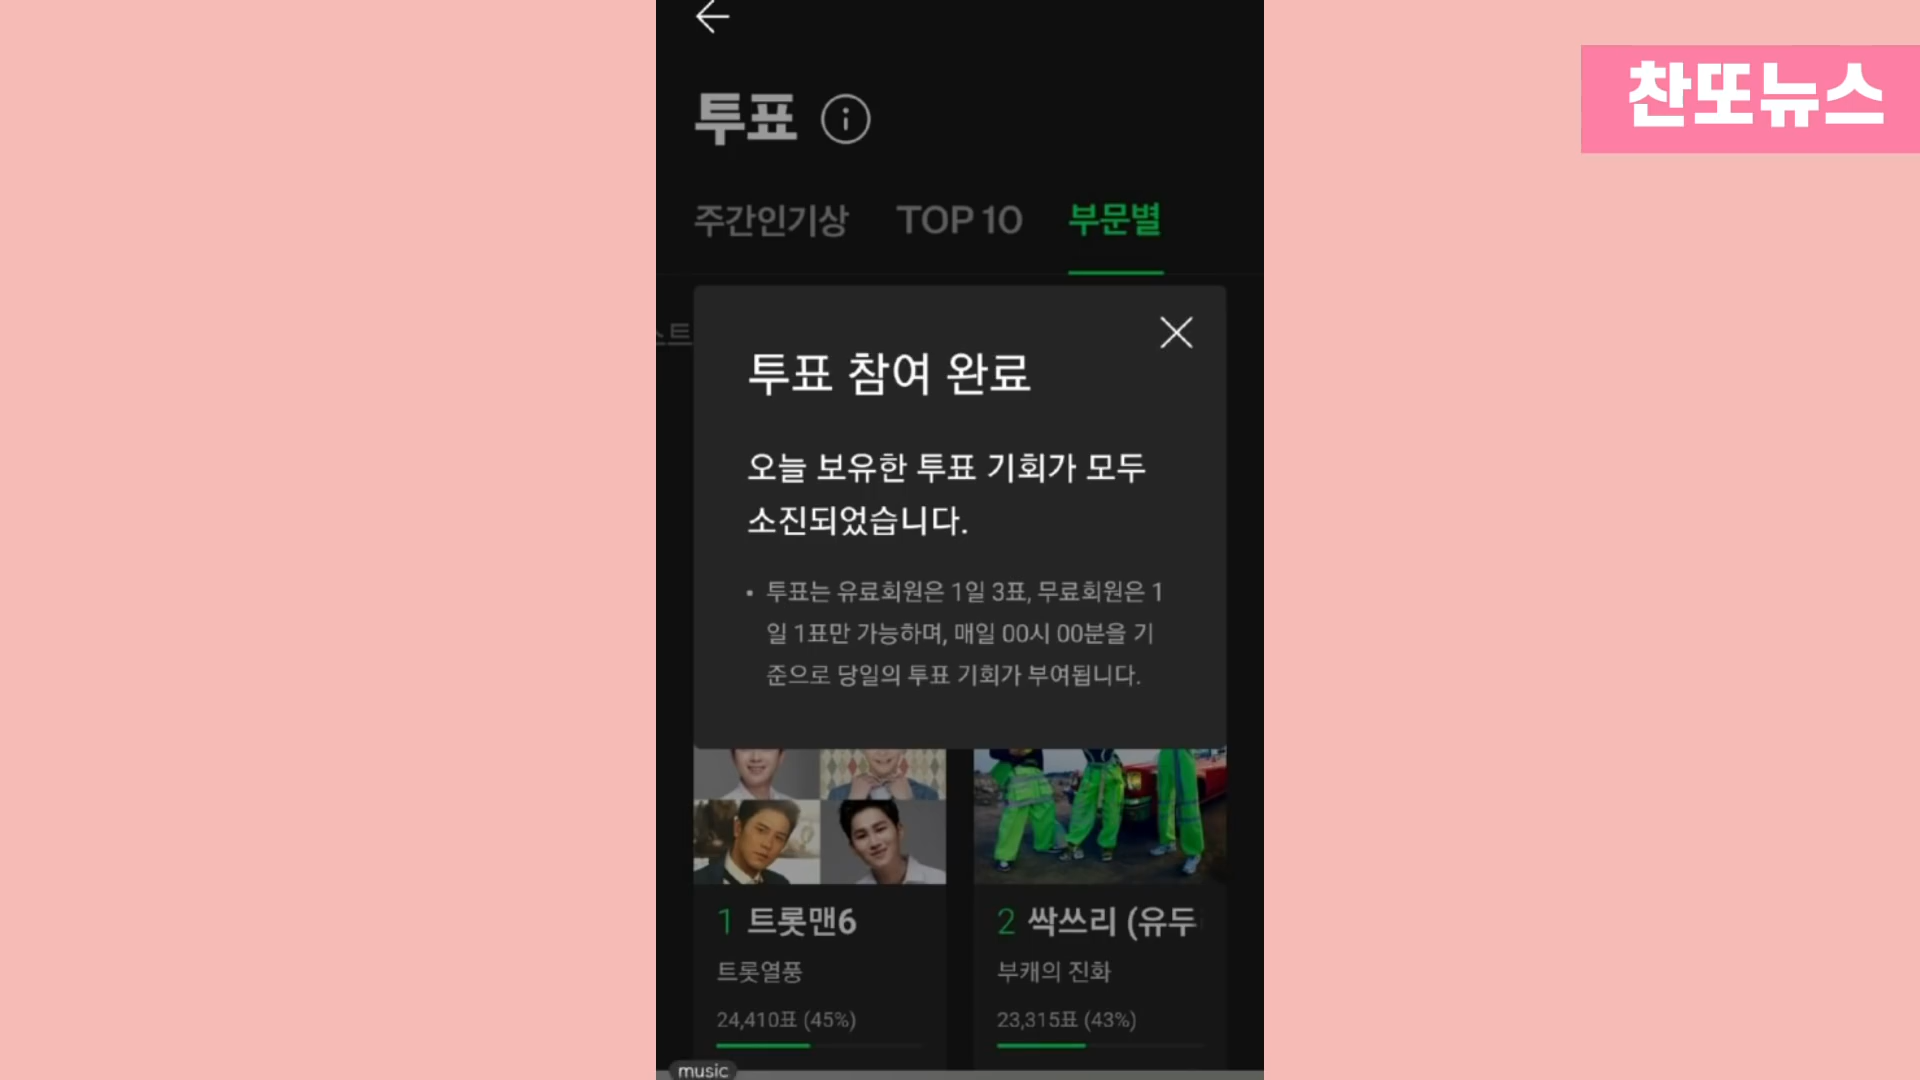 찬또뉴스
투표
주간인기상 TOP 10 부문별
스트
투표 참여 완료
오늘 보유한 투표 기회가 모두
소진되었습니다.
• 투표는 유료회원은 1일 3표, 무료회원은 1
일 1표만 가능하며, 매일 00시 00분을 기
준으로 당일의 투표 기회가 부여됩니다.
1 트롯맨6
트롯열풍
24,410표 (45%)
2 싹쓰리 (유두
부캐의 진화
23,315표 (43%)
music